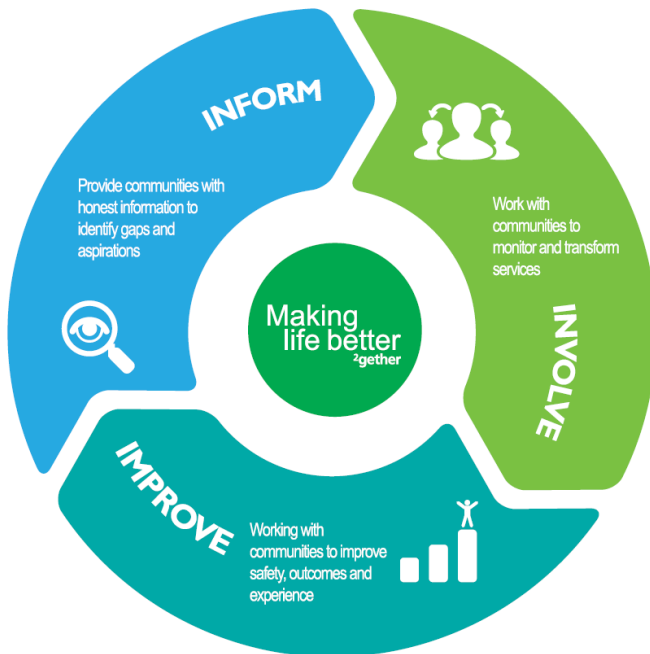 INFORM
Provide communities with
honest information to
identify gaps and
aspirations
Work with
communities to
monitor and transform
services
INVOLVE
Making
life better
²gether
IMPROVE
Working with
communities to improve
safety, outcomes and
experience